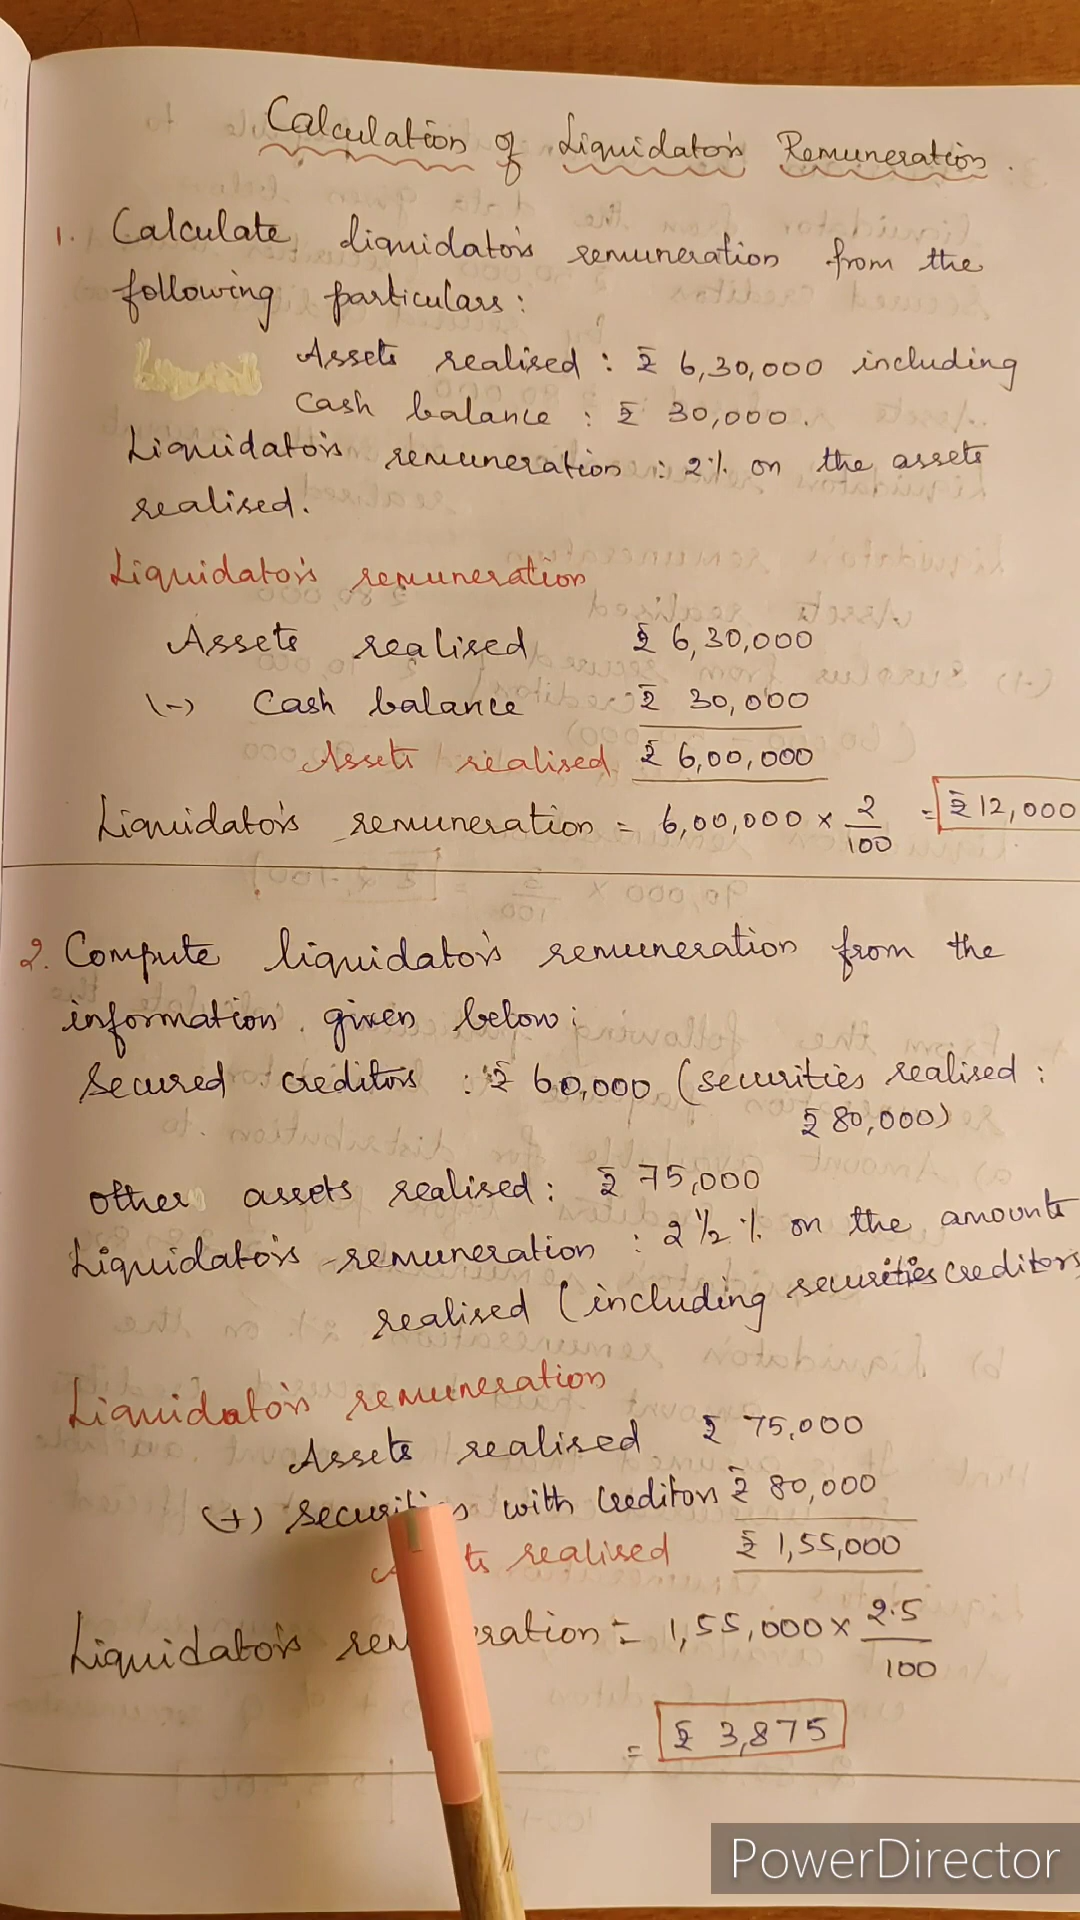 Calculation of Liquidator's Remuneration.
1. Calculate liquidator's remuneration from the
following particulars:
Assets realised : ₹ 6,30,000 including
Cash balance : ₹ 30,000.
Liquidator's remuneration : 2% on the assets
realised.
Liquidator's remuneration
Assets realised ₹ 6,30,000
(-) Cash balance ₹ 30,000
Assets realised ₹ 6,00,000
Liquidator's remuneration = 6,00,000 × 2/100 = ₹ 12,000
2. Compute liquidator's remuneration from the
information given below:
Secured creditors : ₹ 60,000 (securities realised :
₹ 80,000)
Other assets realised : ₹ 75,000
Liquidator's remuneration : 2 1/2 % on the amounts
realised (including securities creditors
Liquidator's remuneration
Assets realised ₹ 75,000
(+) Securities with Creditors ₹ 80,000
realised ₹ 1,55,000
Liquidator's = 1,55,000 × 2.5/100
= ₹ 3,875
PowerDirector